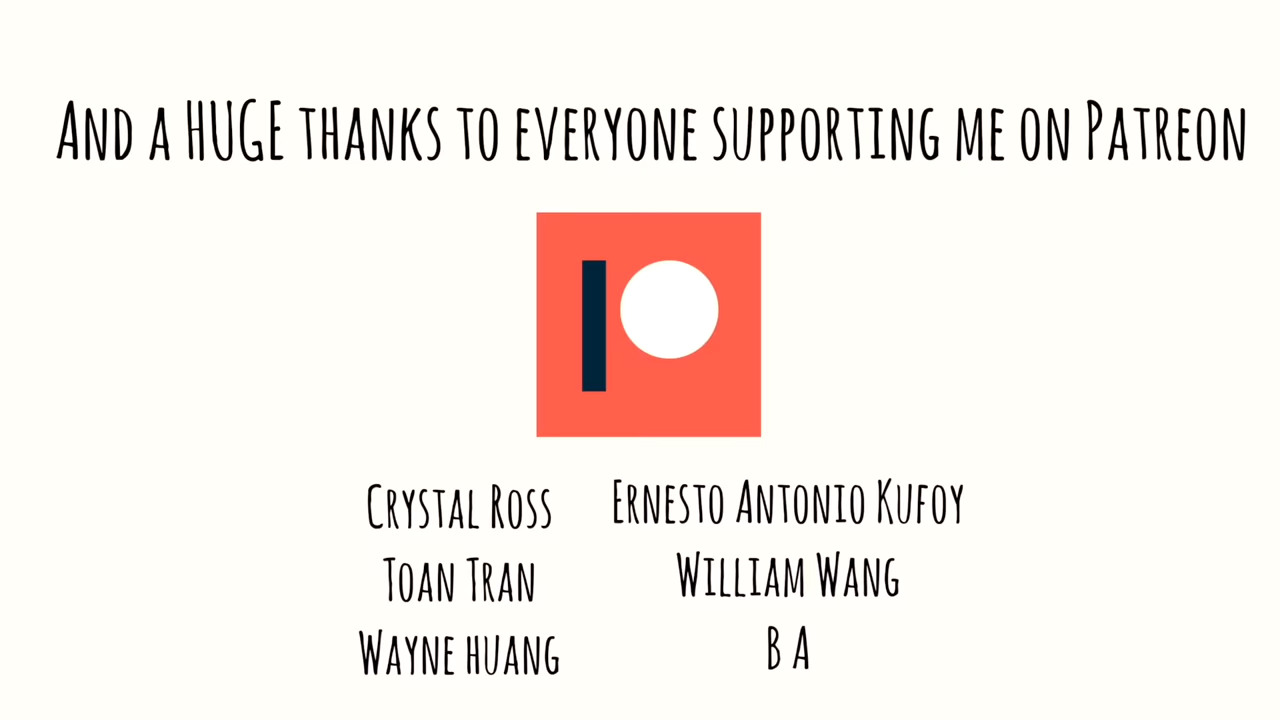 And a HUGE thanks to everyone supporting me on Patreon
Crystal Ross
Toan Tran
Wayne huang
Ernesto Antonio Kufoy
William Wang
B A